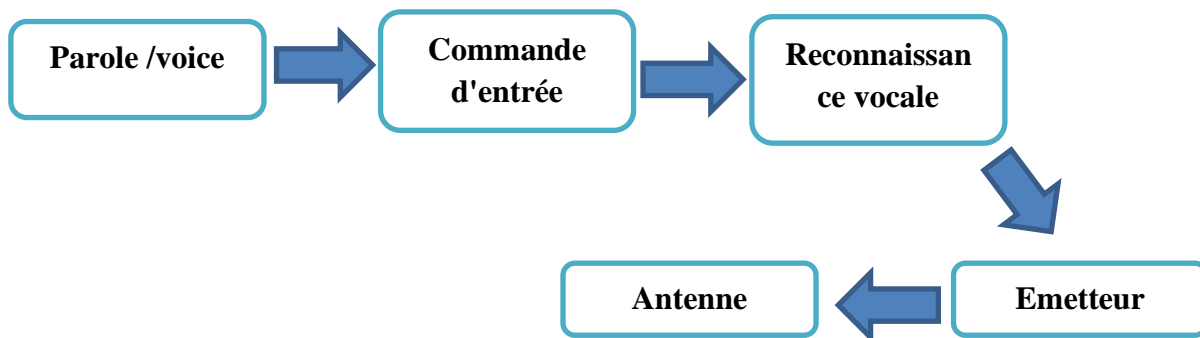 Parole /voice
Commande
d'entrée
Reconnaissan
ce vocale
Antenne
Emetteur